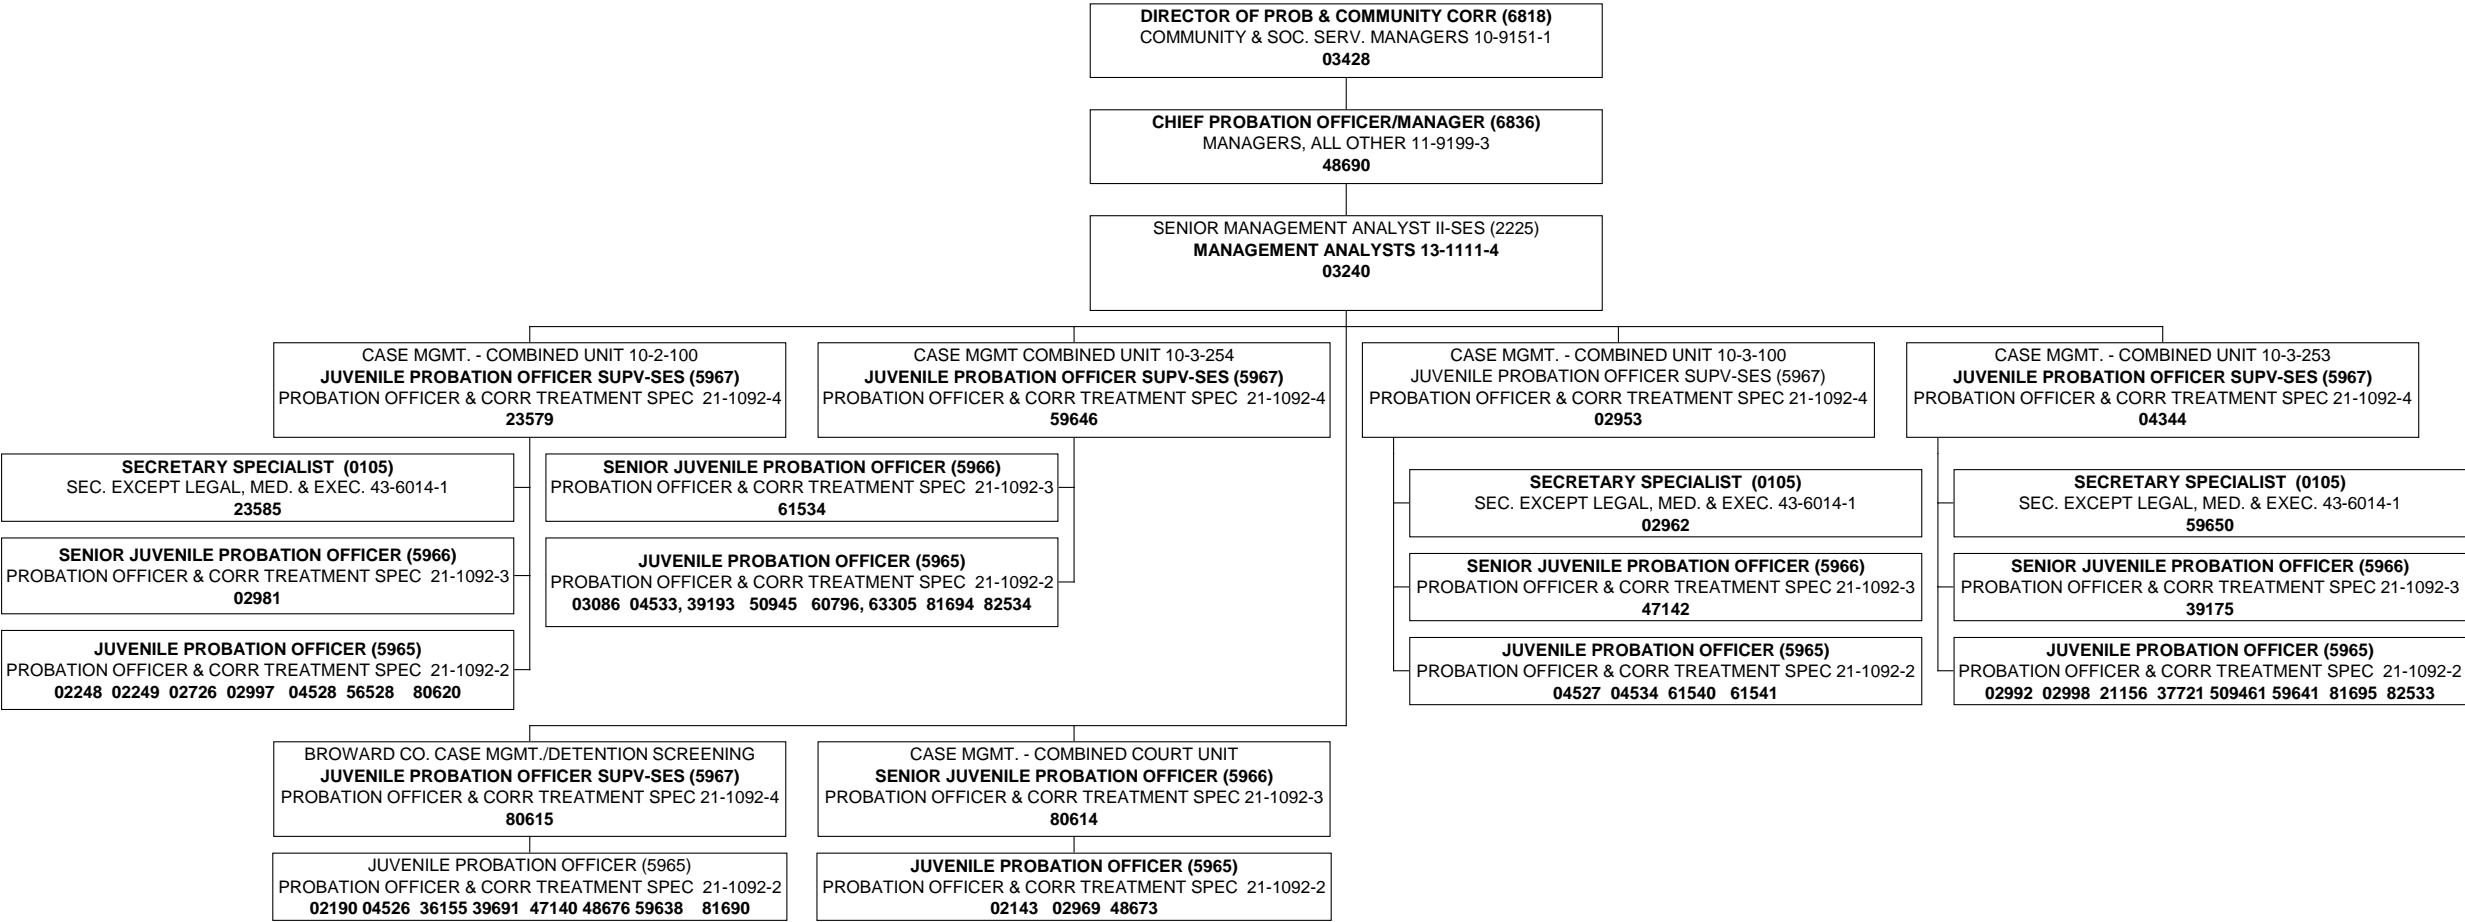 DIRECTOR OF PROB & COMMUNITY CORR (6818)
COMMUNITY & SOC. SERV. MANAGERS 10-9151-1
03428
CHIEF PROBATION OFFICER/MANAGER (6836)
MANAGERS, ALL OTHER 11-9199-3
48690
SENIOR MANAGEMENT ANALYST II-SES (2225)
MANAGEMENT ANALYSTS 13-1111-4
03240
CASE MGMT. - COMBINED UNIT 10-2-100
JUVENILE PROBATION OFFICER SUPV-SES (5967)
PROBATION OFFICER & CORR TREATMENT SPEC 21-1092-4
23579
SECRETARY SPECIALIST (0105)
SEC. EXCEPT LEGAL, MED. & EXEC. 43-6014-1
23585
SENIOR JUVENILE PROBATION OFFICER (5966)
PROBATION OFFICER & CORR TREATMENT SPEC 21-1092-3
02981
JUVENILE PROBATION OFFICER (5965)
PROBATION OFFICER & CORR TREATMENT SPEC 21-1092-2
02248 02249 02726 02997 04528 56528 80620
CASE MGMT COMBINED UNIT 10-3-254
JUVENILE PROBATION OFFICER SUPV-SES (5967)
PROBATION OFFICER & CORR TREATMENT SPEC 21-1092-4
59646
SENIOR JUVENILE PROBATION OFFICER (5966)
PROBATION OFFICER & CORR TREATMENT SPEC 21-1092-3
61534
JUVENILE PROBATION OFFICER (5965)
PROBATION OFFICER & CORR TREATMENT SPEC 21-1092-2
03086 04533, 39193 50945 60796, 63305 81694 82534
CASE MGMT. - COMBINED UNIT 10-3-100
JUVENILE PROBATION OFFICER SUPV-SES (5967)
PROBATION OFFICER & CORR TREATMENT SPEC 21-1092-4
02953
SECRETARY SPECIALIST (0105)
SEC. EXCEPT LEGAL, MED. & EXEC. 43-6014-1
02962
SENIOR JUVENILE PROBATION OFFICER (5966)
PROBATION OFFICER & CORR TREATMENT SPEC 21-1092-3
47142
JUVENILE PROBATION OFFICER (5965)
PROBATION OFFICER & CORR TREATMENT SPEC 21-1092-2
04527 04534 61540 61541
CASE MGMT. - COMBINED UNIT 10-3-253
JUVENILE PROBATION OFFICER SUPV-SES (5967)
PROBATION OFFICER & CORR TREATMENT SPEC 21-1092-4
04344
SECRETARY SPECIALIST (0105)
SEC. EXCEPT LEGAL, MED. & EXEC. 43-6014-1
59650
SENIOR JUVENILE PROBATION OFFICER (5966)
PROBATION OFFICER & CORR TREATMENT SPEC 21-1092-3
39175
JUVENILE PROBATION OFFICER (5965)
PROBATION OFFICER & CORR TREATMENT SPEC 21-1092-2
02992 02998 21156 37721 509461 59641 81695 82533
BROWARD CO. CASE MGMT./DETENTION SCREENING
JUVENILE PROBATION OFFICER SUPV-SES (5967)
PROBATION OFFICER & CORR TREATMENT SPEC 21-1092-4
80615
JUVENILE PROBATION OFFICER (5965)
PROBATION OFFICER & CORR TREATMENT SPEC 21-1092-2
02190 04526 36155 39691 47140 48676 59638 81690
CASE MGMT. - COMBINED COURT UNIT
SENIOR JUVENILE PROBATION OFFICER (5966)
PROBATION OFFICER & CORR TREATMENT SPEC 21-1092-3
80614
JUVENILE PROBATION OFFICER (5965)
PROBATION OFFICER & CORR TREATMENT SPEC 21-1092-2
02143 02969 48673